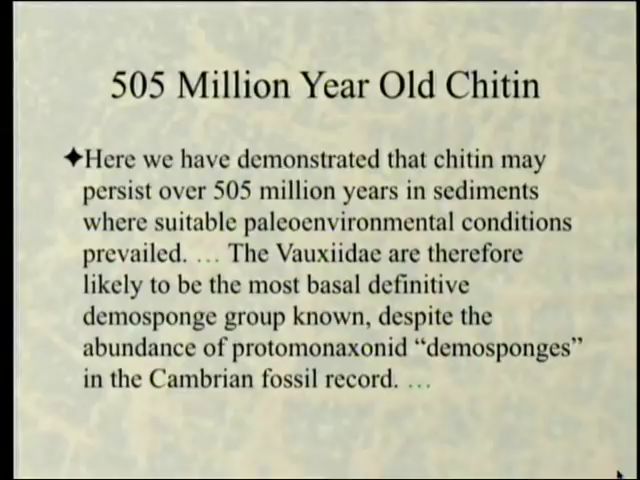 505 Million Year Old Chitin
✦Here we have demonstrated that chitin may
persist over 505 million years in sediments
where suitable paleoenvironmental conditions
prevailed. … The Vauxiidae are therefore
likely to be the most basal definitive
demosponge group known, despite the
abundance of protomonaxonid “demosponges”
in the Cambrian fossil record. …